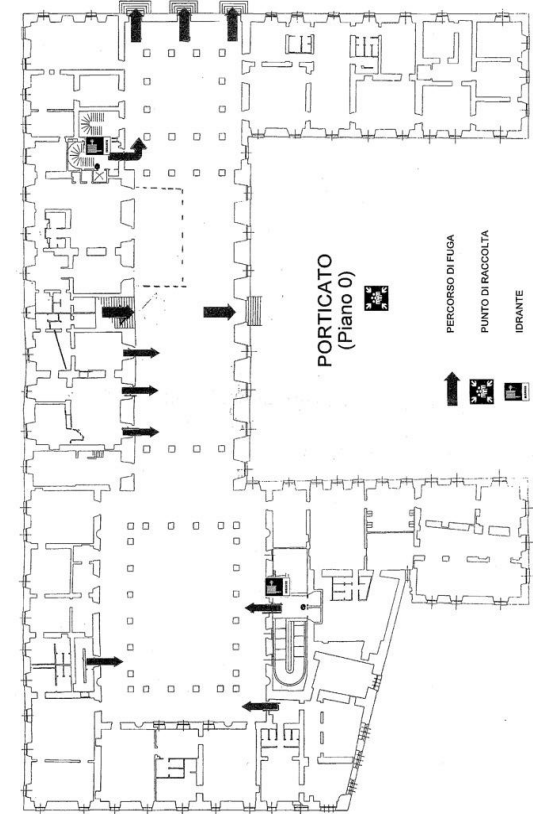 PORTICATO
(Piano 0)
PERCORSO DI FUGA
PUNTO DI RACCOLTA
IDRANTE